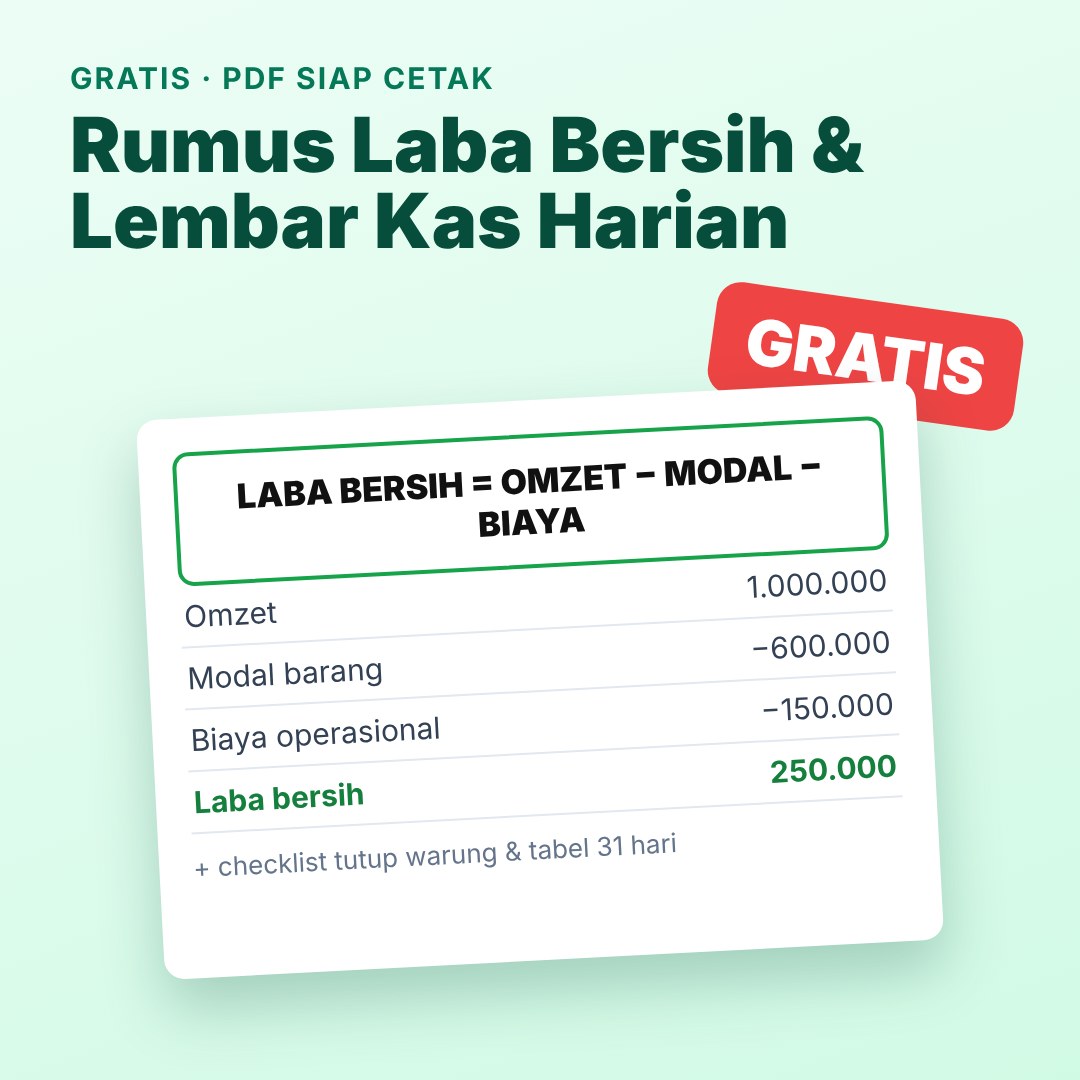 GRATIS · PDF SIAP CETAK
Rumus Laba Bersih &
Lembar Kas Harian
GRATIS
LABA BERSIH = OMZET − MODAL −
BIAYA
Omzet 1.000.000
Modal barang −600.000
Biaya operasional −150.000
Laba bersih 250.000
+ checklist tutup warung & tabel 31 hari